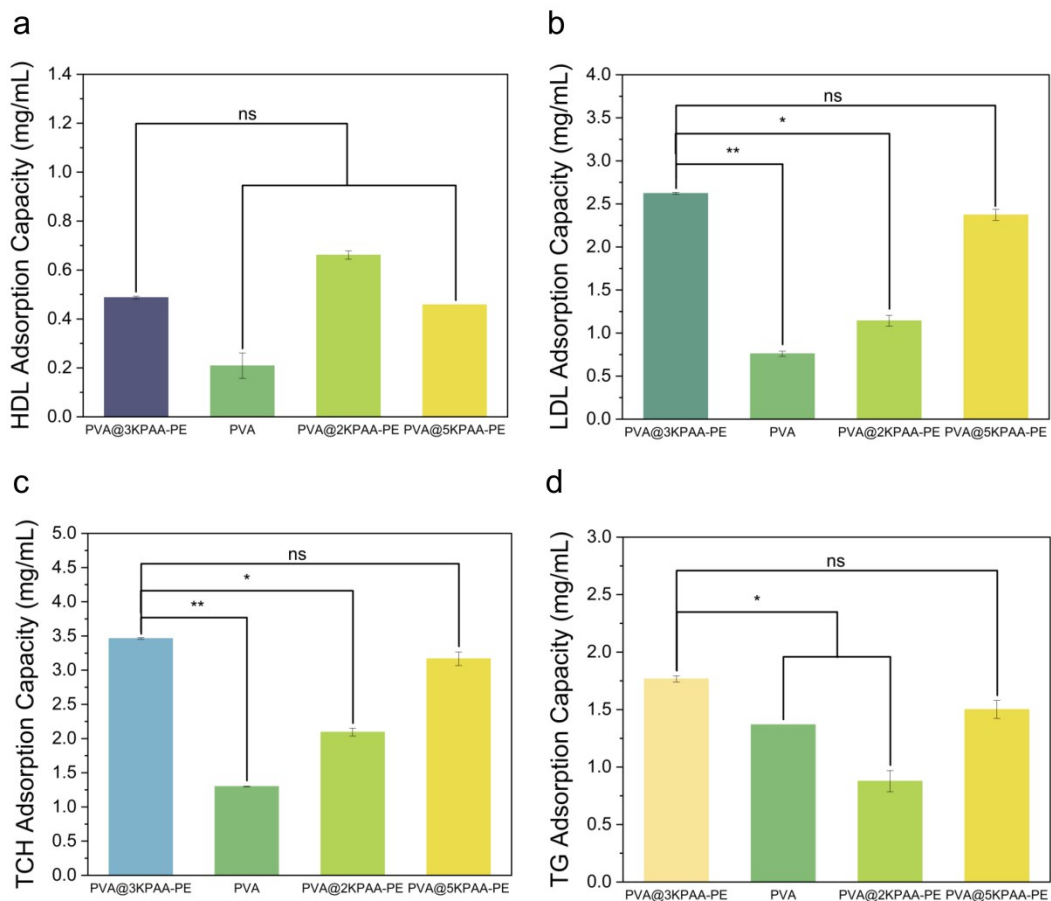 a
HDL Adsorption Capacity (mg/mL)
1.4
1.2
1.0
0.8
0.6
0.4
0.2
0.0
ns
PVA@3KPAA-PE PVA PVA@2KPAA-PE PVA@5KPAA-PE
b
LDL Adsorption Capacity (mg/mL)
4.0
3.5
3.0
2.5
2.0
1.5
1.0
0.5
0.0
ns
*
**
PVA@3KPAA-PE PVA PVA@2KPAA-PE PVA@5KPAA-PE
c
TCH Adsorption Capacity (mg/mL)
5.0
4.5
4.0
3.5
3.0
2.5
2.0
1.5
1.0
0.5
0.0
ns
*
**
PVA@3KPAA-PE PVA PVA@2KPAA-PE PVA@5KPAA-PE
d
TG Adsorption Capacity (mg/mL)
3.0
2.5
2.0
1.5
1.0
0.5
0.0
ns
*
PVA@3KPAA-PE PVA PVA@2KPAA-PE PVA@5KPAA-PE